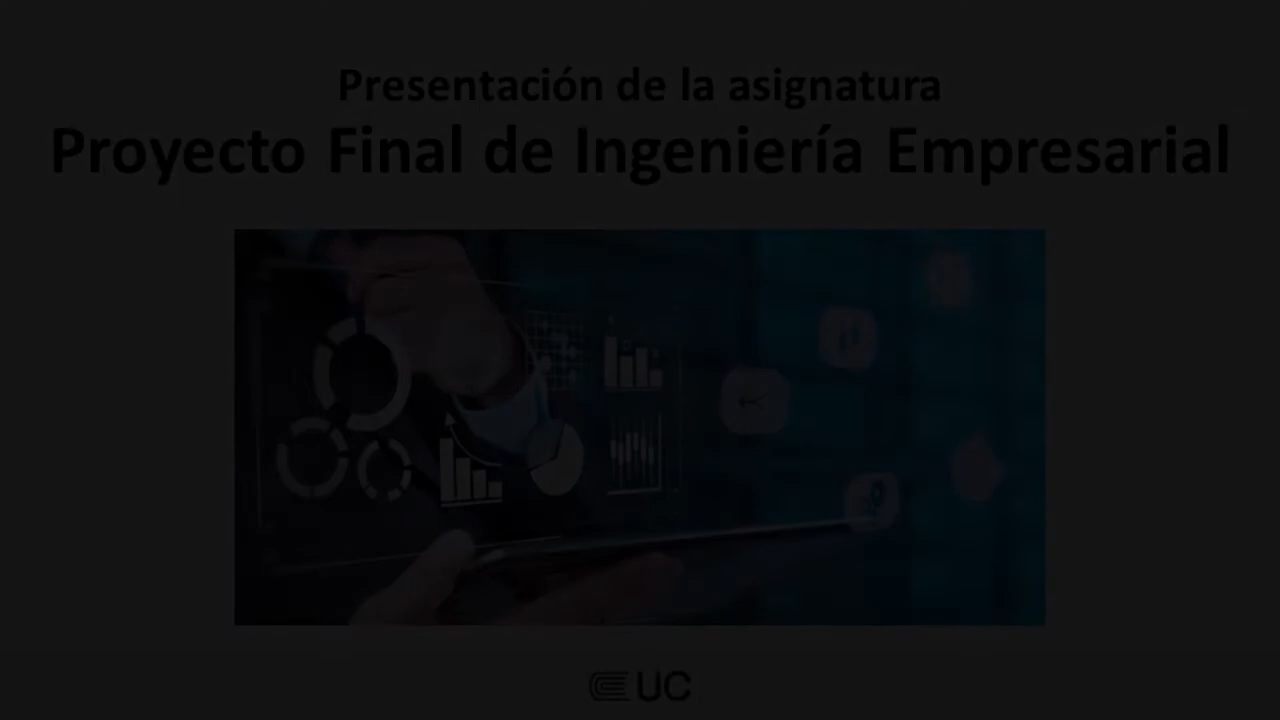 Presentación de la asignatura
Proyecto Final de Ingeniería Empresarial
UC